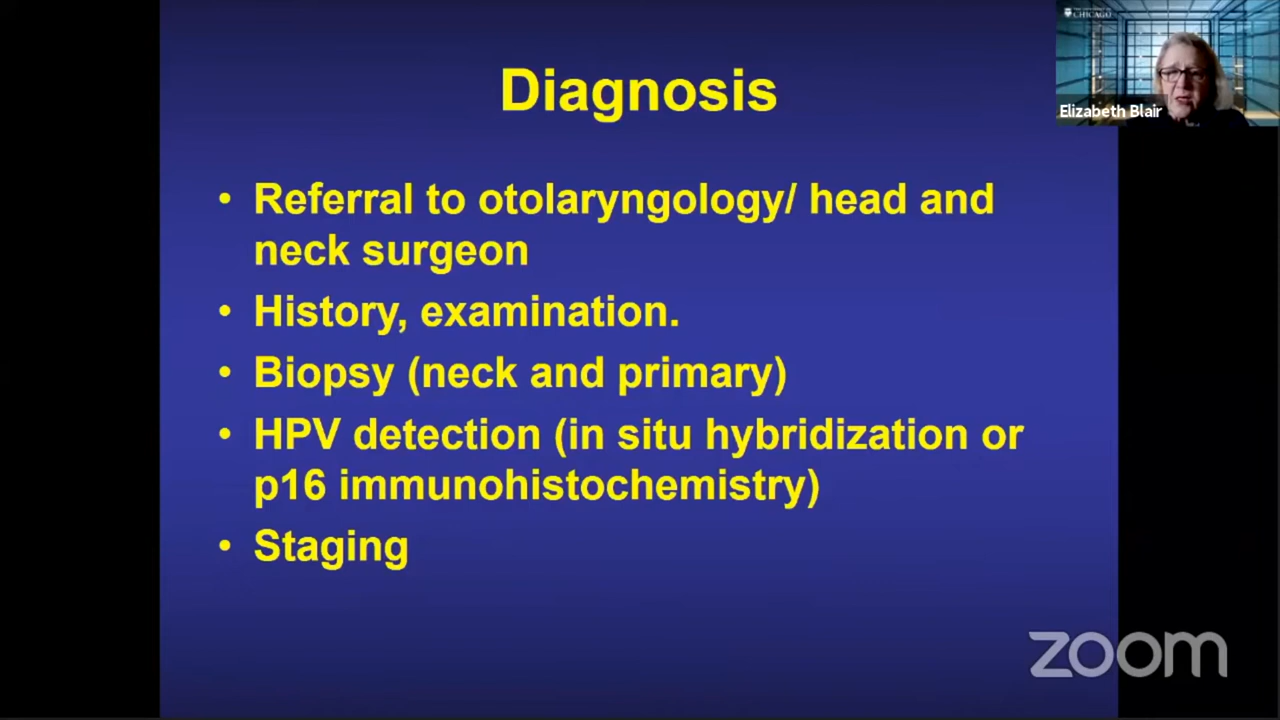 Diagnosis
• Referral to otolaryngology/ head and
neck surgeon
• History, examination.
• Biopsy (neck and primary)
• HPV detection (in situ hybridization or
p16 immunohistochemistry)
• Staging
CHICAGO
Elizabeth Blair
zoom